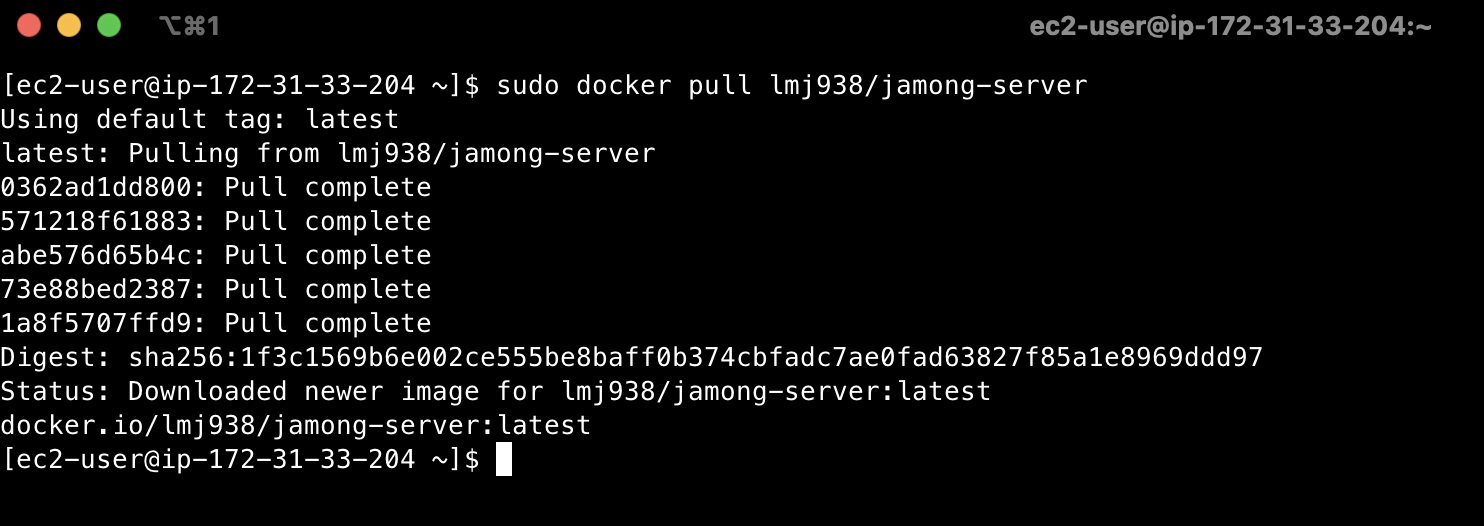 ⌥⌘1
ec2-user@ip-172-31-33-204:~
[ec2-user@ip-172-31-33-204 ~]$ sudo docker pull lmj938/jamong-server
Using default tag: latest
latest: Pulling from lmj938/jamong-server
0362ad1dd800: Pull complete
571218f61883: Pull complete
abe576d65b4c: Pull complete
73e88bed2387: Pull complete
1a8f5707ffd9: Pull complete
Digest: sha256:1f3c1569b6e002ce555be8baff0b374cbfadc7ae0fad63827f85a1e8969ddd97
Status: Downloaded newer image for lmj938/jamong-server:latest
docker.io/lmj938/jamong-server:latest
[ec2-user@ip-172-31-33-204 ~]$